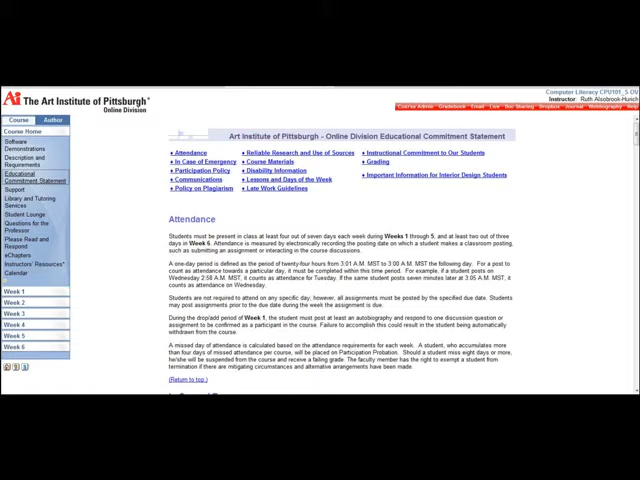 Ai The Art Institute of Pittsburgh
Online Division
Computer Literacy CPU101_5 OV
Instructor: Ruth Alsobrook-Hurich
Course Admin Gradebook Email Live Doc Sharing Dropbox Journal Webliography Help
Course Author
Course Home
Software
Demonstrations
Description and
Requirements
Educational
Commitment Statement
Support
Library and Tutoring
Services
Student Lounge
Questions for the
Professor
Please Read and
Respond
eChapters
Instructors' Resources*
Calendar
Week 1
Week 2
Week 3
Week 4
Week 5
Week 6
Art Institute of Pittsburgh - Online Division Educational Commitment Statement
♦ Attendance ♦ Reliable Research and Use of Sources ♦ Instructional Commitment to Our Students
♦ In Case of Emergency ♦ Course Materials ♦ Grading
♦ Participation Policy ♦ Disability Information
♦ Communications ♦ Lessons and Days of the Week ♦ Important Information for Interior Design Students
♦ Policy on Plagiarism ♦ Late Work Guidelines
Attendance
Students must be present in class at least four out of seven days each week during Weeks 1 through 5, and at least two out of three
days in Week 6. Attendance is measured by electronically recording the posting date on which a student makes a classroom posting,
such as submitting an assignment or interacting in the course discussions.
A one-day period is defined as the period of twenty-four hours from 3:01 A.M. MST to 3:00 A.M. MST the following day. For a post to
count as attendance towards a particular day, it must be completed within this time period. For example, if a student posts on
Wednesday 2:58 A.M. MST, it counts as attendance for Tuesday. If the same student posts seven minutes later at 3:05 A.M. MST, it
counts as attendance on Wednesday.
Students are not required to attend on any specific day, however, all assignments must be posted by the specified due date. Students
may post assignments prior to the due date during the week the assignment is due.
During the drop/add period of Week 1, the student must post at least an autobiography and respond to one discussion question or
assignment to be confirmed as a participant in the course. Failure to accomplish this could result in the student being automatically
withdrawn from the course.
A missed day of attendance is calculated based on the attendance requirements for each week. A student, who accumulates more
than four days of missed attendance per course, will be placed on Participation Probation. Should a student miss eight days or more,
he/she will be suspended from the course and receive a failing grade. The faculty member has the right to exempt a student from
termination if there are mitigating circumstances and alternative arrangements have been made.
(Return to top.)